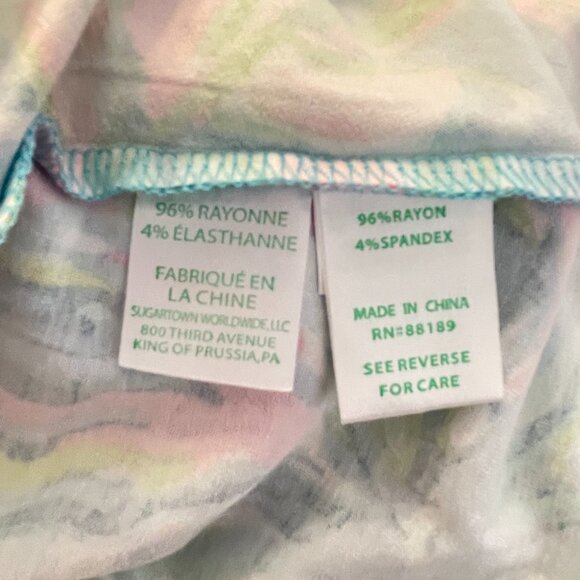 96% RAYONNE
4% ÉLASTHANNE
FABRIQUÉ EN
LA CHINE
SUGARTOWN WORLDWIDE, LLC
800 THIRD AVENUE
KING OF PRUSSIA, PA
96% RAYON
4% SPANDEX
MADE IN CHINA
RN#88189
SEE REVERSE
FOR CARE